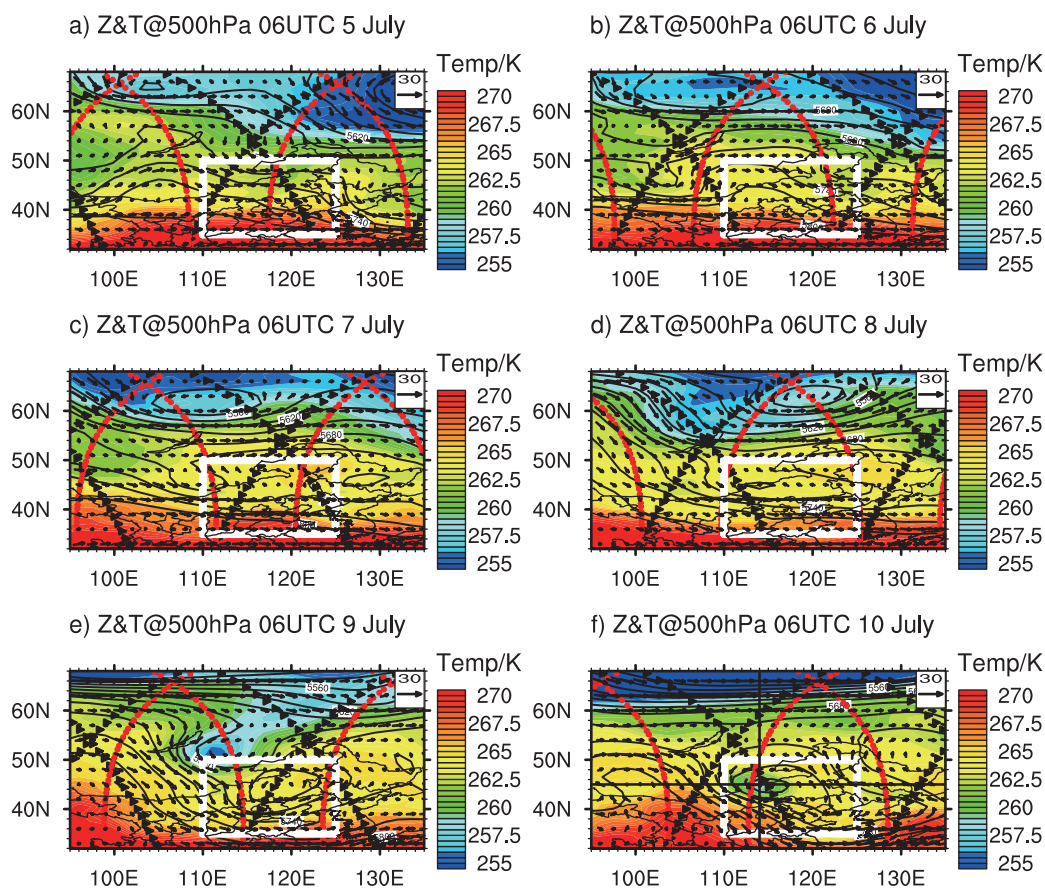 a) Z&T@500hPa 06UTC 5 July
b) Z&T@500hPa 06UTC 6 July
Temp/K
Temp/K
30
30
60N
50N
40N
100E 110E 120E 130E
5620
5740
270
267.5
265
262.5
260
257.5
255
60N
50N
40N
100E 110E 120E 130E
5680
270
267.5
265
262.5
260
257.5
255
c) Z&T@500hPa 06UTC 7 July
d) Z&T@500hPa 06UTC 8 July
Temp/K
Temp/K
30
30
60N
50N
40N
100E 110E 120E 130E
5620
5680
270
267.5
265
262.5
260
257.5
255
60N
50N
40N
100E 110E 120E 130E
5620
5680
5740
270
267.5
265
262.5
260
257.5
255
e) Z&T@500hPa 06UTC 9 July
f) Z&T@500hPa 06UTC 10 July
Temp/K
Temp/K
30
30
60N
50N
40N
100E 110E 120E 130E
5560
5740
5800
270
267.5
265
262.5
260
257.5
255
60N
50N
40N
100E 110E 120E 130E
5560
270
267.5
265
262.5
260
257.5
255